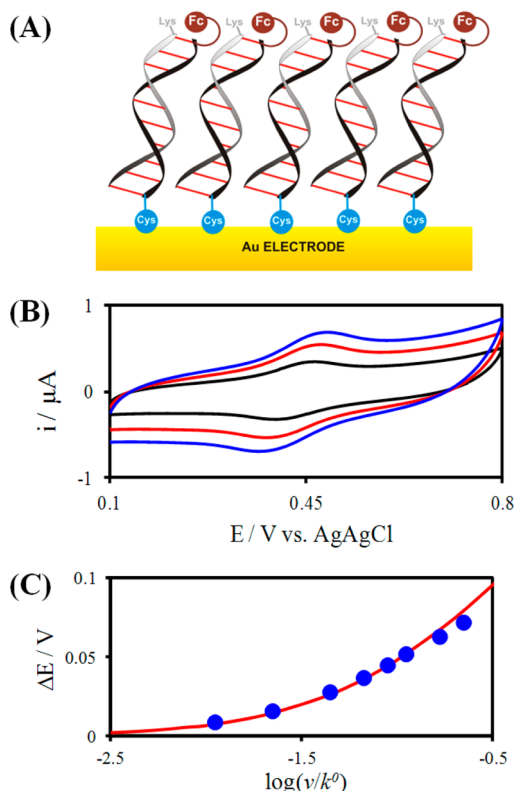 (A)
Lys Fc Lys Fc Lys Fc Lys Fc Lys Fc
Cys Cys Cys Cys Cys
Au ELECTRODE
(B)
1
0
-1
i / μA
0.1 0.45 0.8
E / V vs. AgAgCl
(C)
0.1
0.05
0
ΔE / V
-2.5 -1.5 -0.5
log(ν/k⁰)